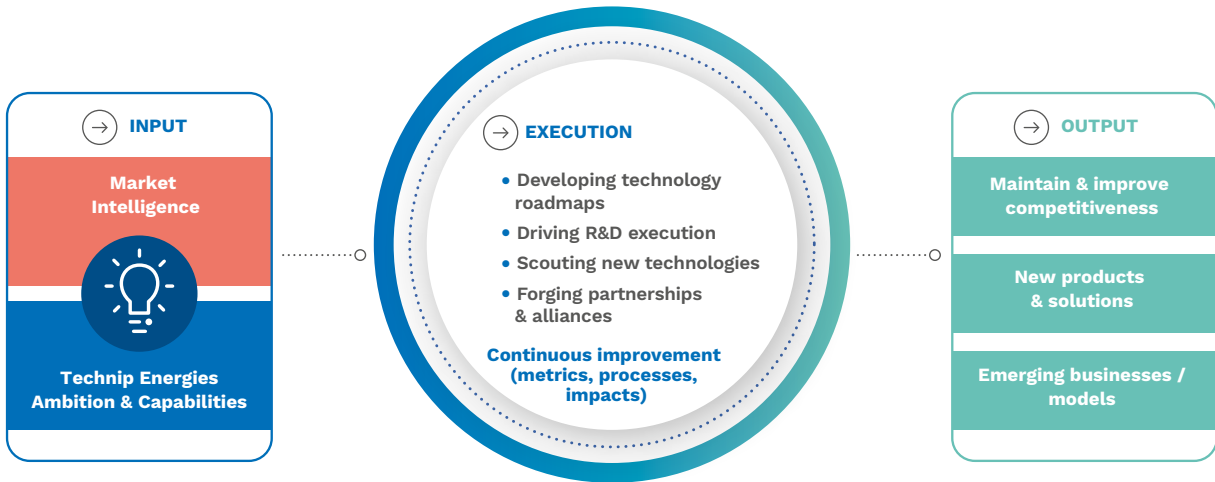 INPUT
Market
Intelligence
Technip Energies
Ambition & Capabilities
EXECUTION
• Developing technology
roadmaps
• Driving R&D execution
• Scouting new technologies
• Forging partnerships
& alliances
Continuous improvement
(metrics, processes,
impacts)
OUTPUT
Maintain & improve
competitiveness
New products
& solutions
Emerging businesses /
models